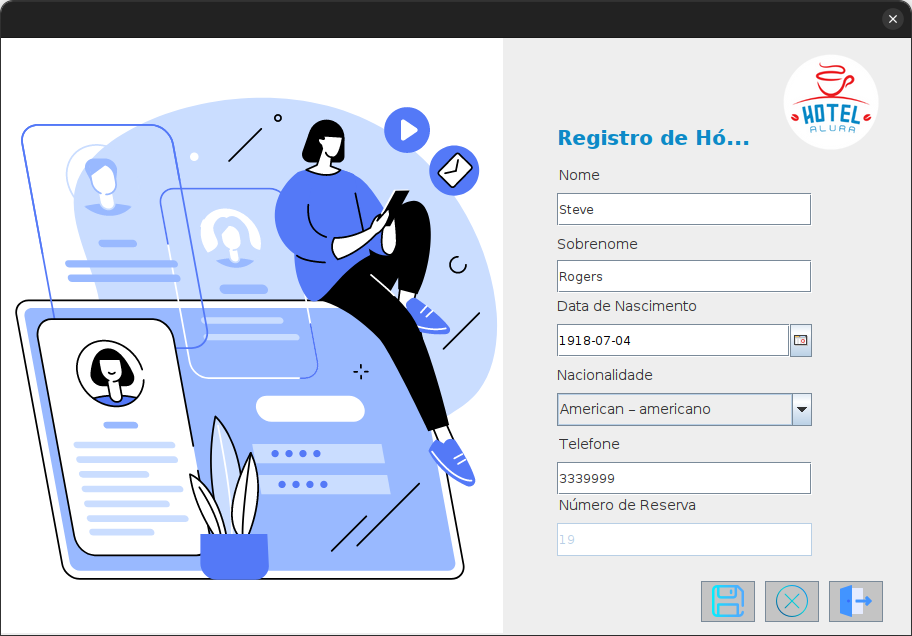 HOTEL
ALURA
Registro de Hó...
Nome
Steve
Sobrenome
Rogers
Data de Nascimento
1918-07-04
Nacionalidade
American – americano
Telefone
3339999
Número de Reserva
19